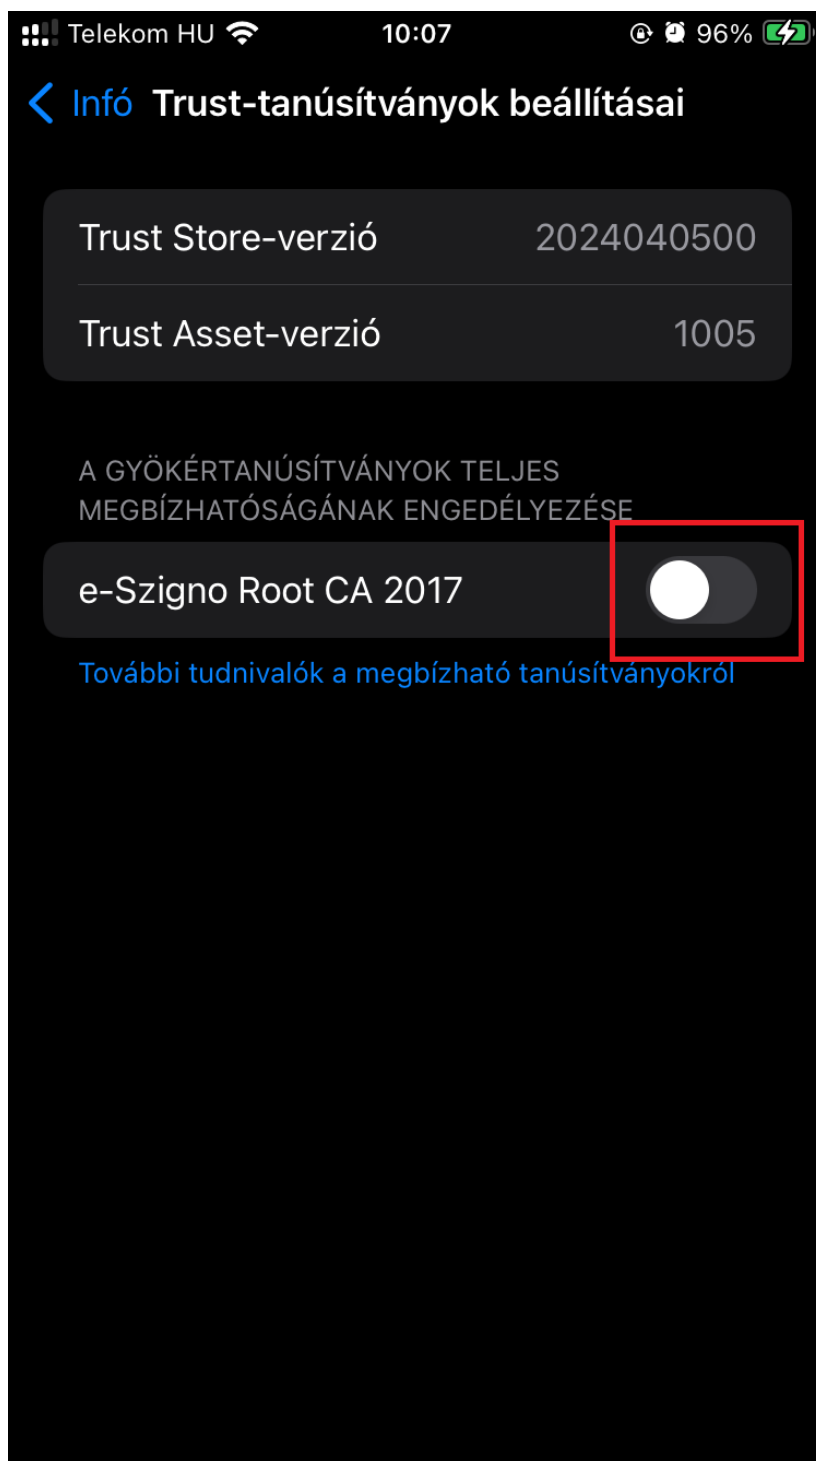 Telekom HU 10:07 96%
Infó Trust-tanúsítványok beállításai
Trust Store-verzió 2024040500
Trust Asset-verzió 1005
A GYÖKÉRTANÚSÍTVÁNYOK TELJES
MEGBÍZHATÓSÁGÁNAK ENGEDÉLYEZÉSE
e-Szigno Root CA 2017
További tudnivalók a megbízható tanúsítványokról